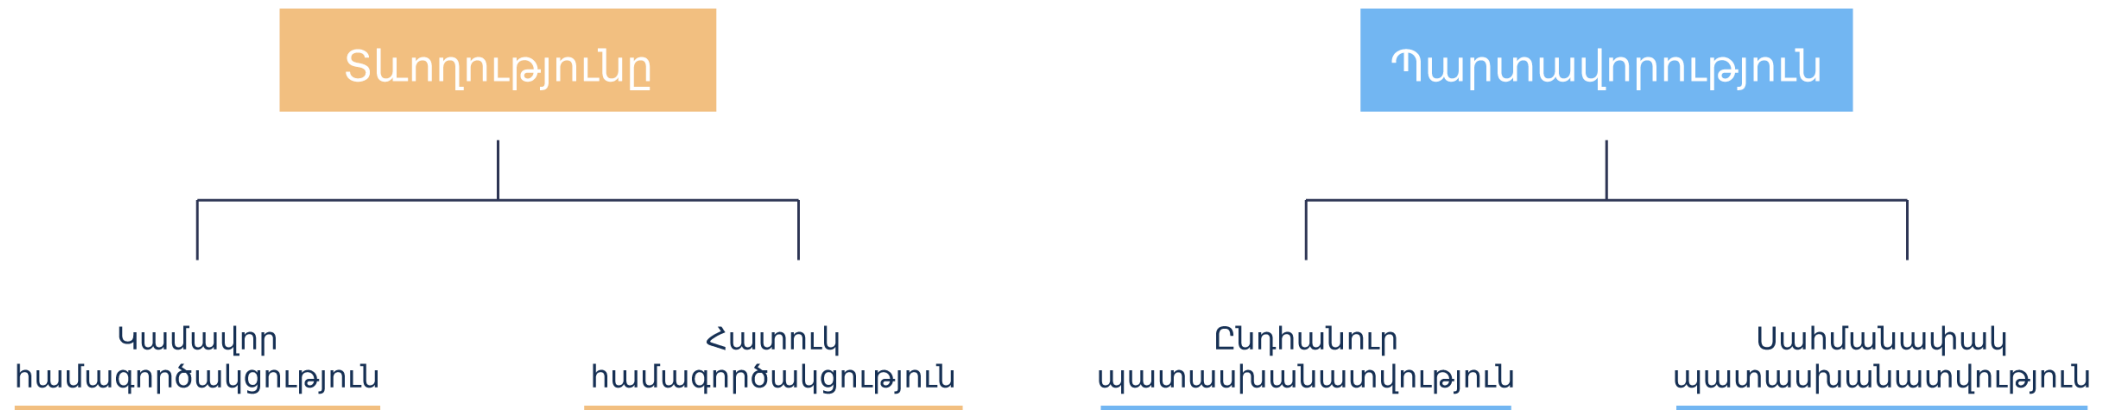 Տևողությունը
Պարտավորություն
Կամավոր
համագործակցություն
Հատուկ
համագործակցություն
Ընդհանուր
պատասխանատվություն
Սահմանափակ
պատասխանատվություն